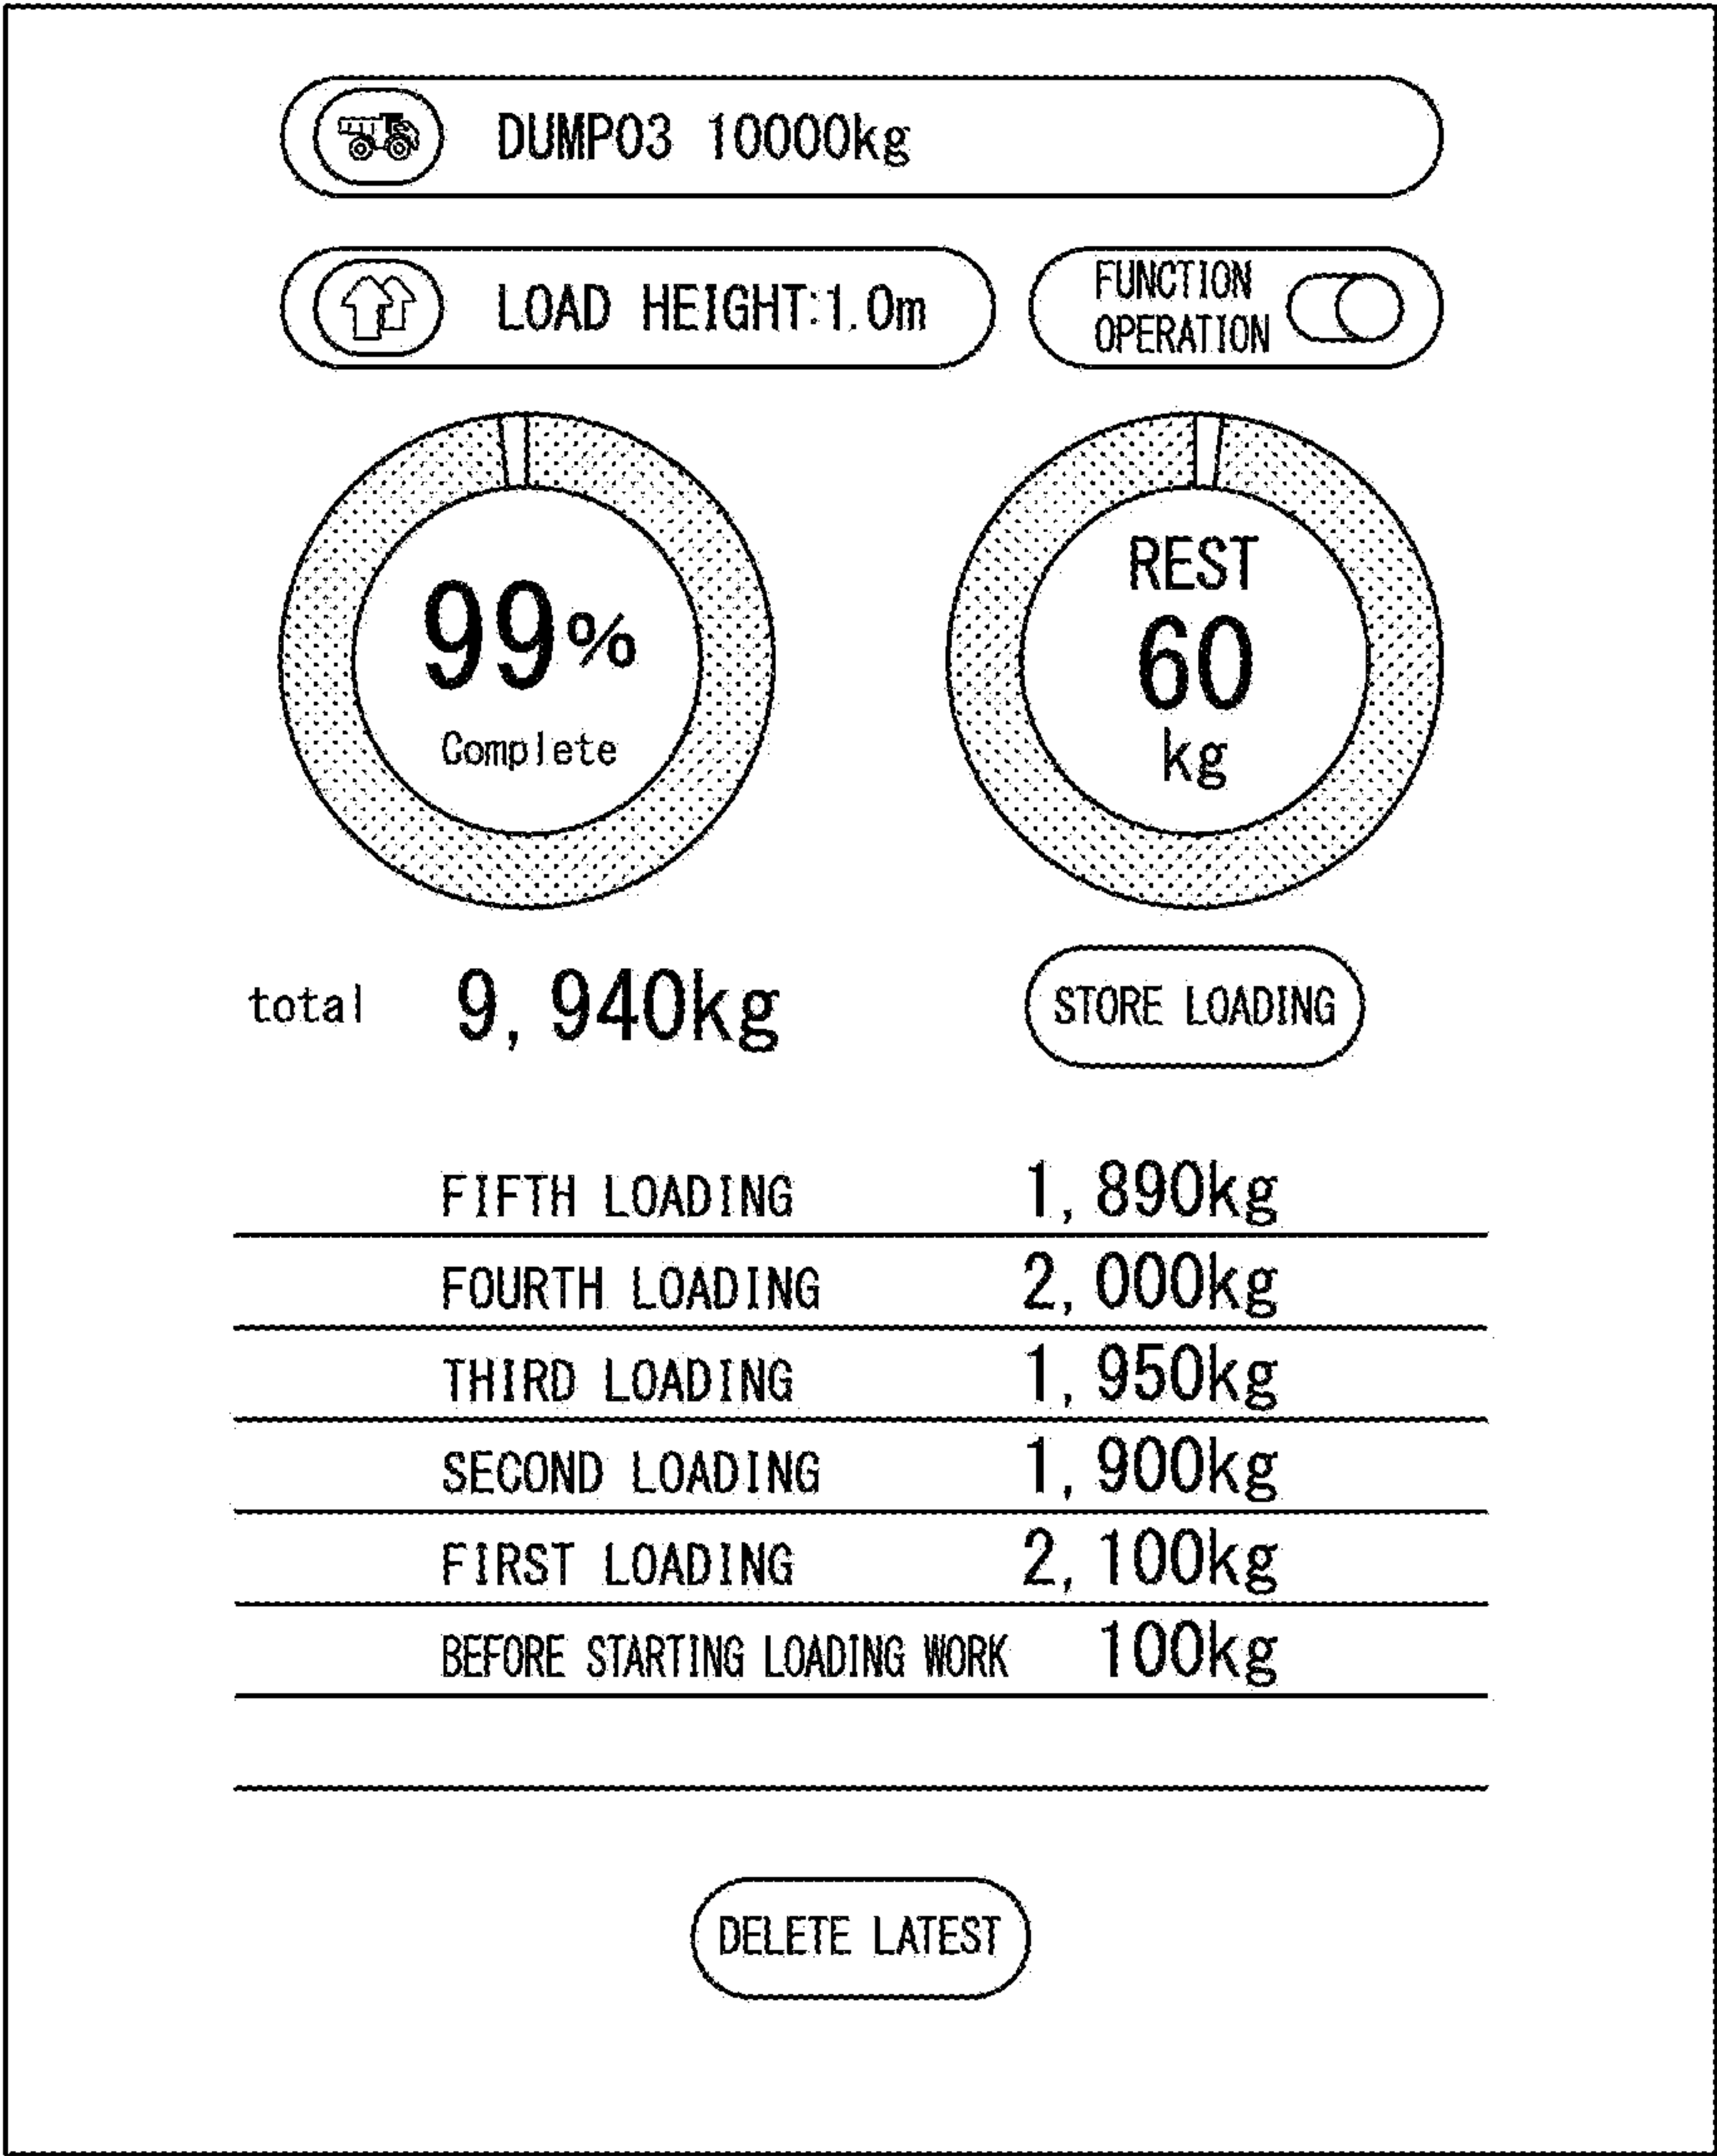 DUMP03 10000kg
LOAD HEIGHT:1.0m
FUNCTION
OPERATION
99%
Complete
REST
60
kg
total 9,940kg
STORE LOADING
FIFTH LOADING 1,890kg
FOURTH LOADING 2,000kg
THIRD LOADING 1,950kg
SECOND LOADING 1,900kg
FIRST LOADING 2,100kg
BEFORE STARTING LOADING WORK 100kg
DELETE LATEST